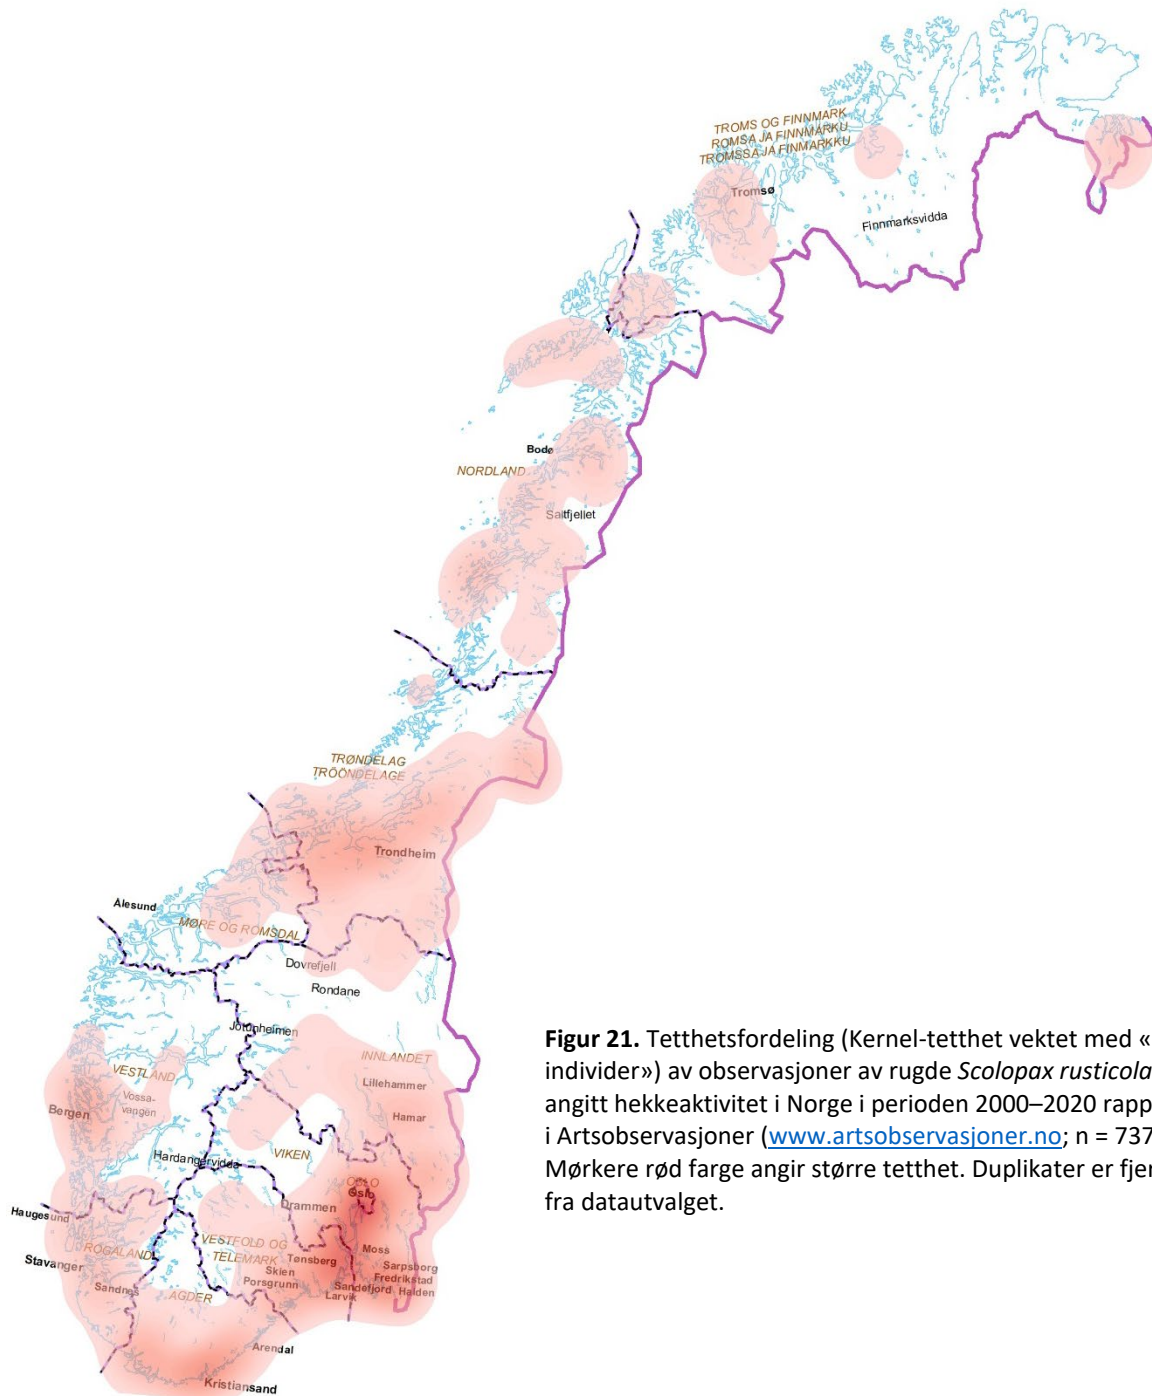 TROMS OG FINNMARK
ROMSA JA FINNMÁRKU
TROMSSA JA FINMARKKU
Tromsø
Finnmarksvidda
Bodø
NORDLAND
Saltfjellet
TRØNDELAG
TRÖÖNDELAGE
Trondheim
Ålesund
MØRE OG ROMSDAL
Dovrefjell
Rondane
Jotunheimen
INNLANDET
VESTLAND
Lillehammer
Vossa-
vangen
Bergen
Hamar
VIKEN
Hardangervidda
OSLO
Oslo
Drammen
Haugesund
VESTFOLD OG
TELEMARK
ROGALAND
Moss
Tønsberg
Stavanger
Sarpsborg
Skien
Fredrikstad
Porsgrunn
Sandefjord
Halden
Sandnes
AGDER
Larvik
Arendal
Kristiansand
Figur 21. Tetthetsfordeling (Kernel-tetthet vektet med «
individer») av observasjoner av rugde Scolopax rusticola
angitt hekkeaktivitet i Norge i perioden 2000–2020 rapp
i Artsobservasjoner (www.artsobservasjoner.no; n = 737
Mørkere rød farge angir større tetthet. Duplikater er fjer
fra datautvalget.